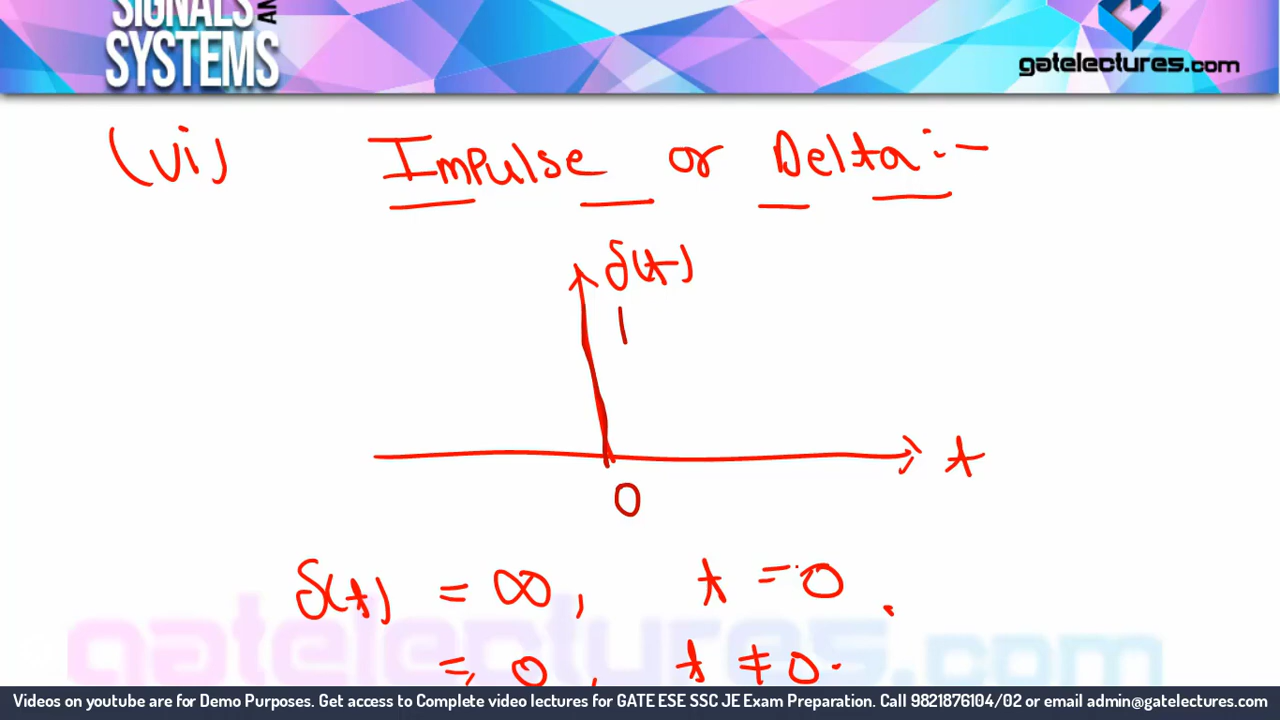 SIGNALS AND
SYSTEMS
gatelectures.com
(vi) Impulse or Delta :-
δ(t)
1
t
0
δ(t) = ∞, t = 0.
= 0, t ≠ 0.
gatelectures.com
Videos on youtube are for Demo Purposes. Get access to Complete video lectures for GATE ESE SSC JE Exam Preparation. Call 9821876104/02 or email admin@gatelectures.com